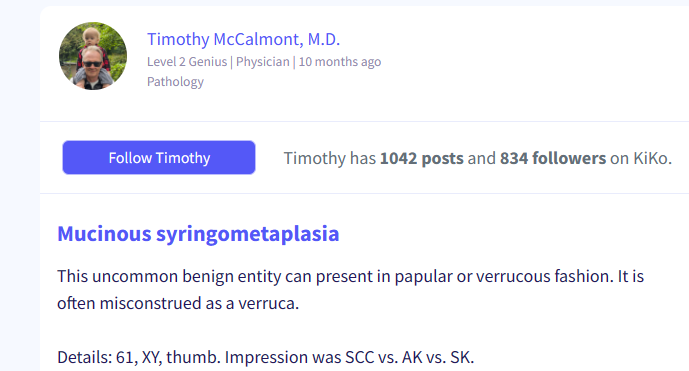 Timothy McCalmont, M.D.
Level 2 Genius | Physician | 10 months ago
Pathology
Follow Timothy
Timothy has 1042 posts and 834 followers on KiKo.
Mucinous syringometaplasia
This uncommon benign entity can present in papular or verrucous fashion. It is
often misconstrued as a verruca.
Details: 61, XY, thumb. Impression was SCC vs. AK vs. SK.